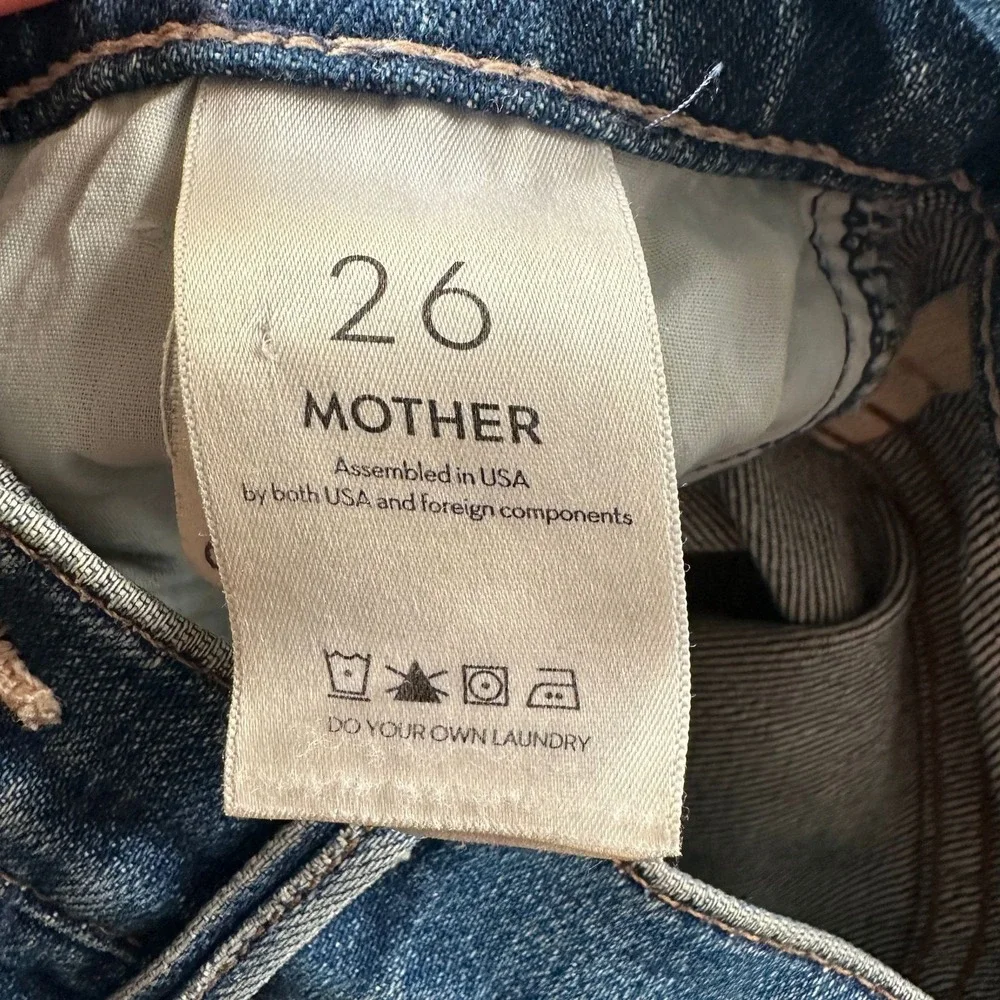 26
MOTHER
Assembled in USA
by both USA and foreign components
DO YOUR OWN LAUNDRY